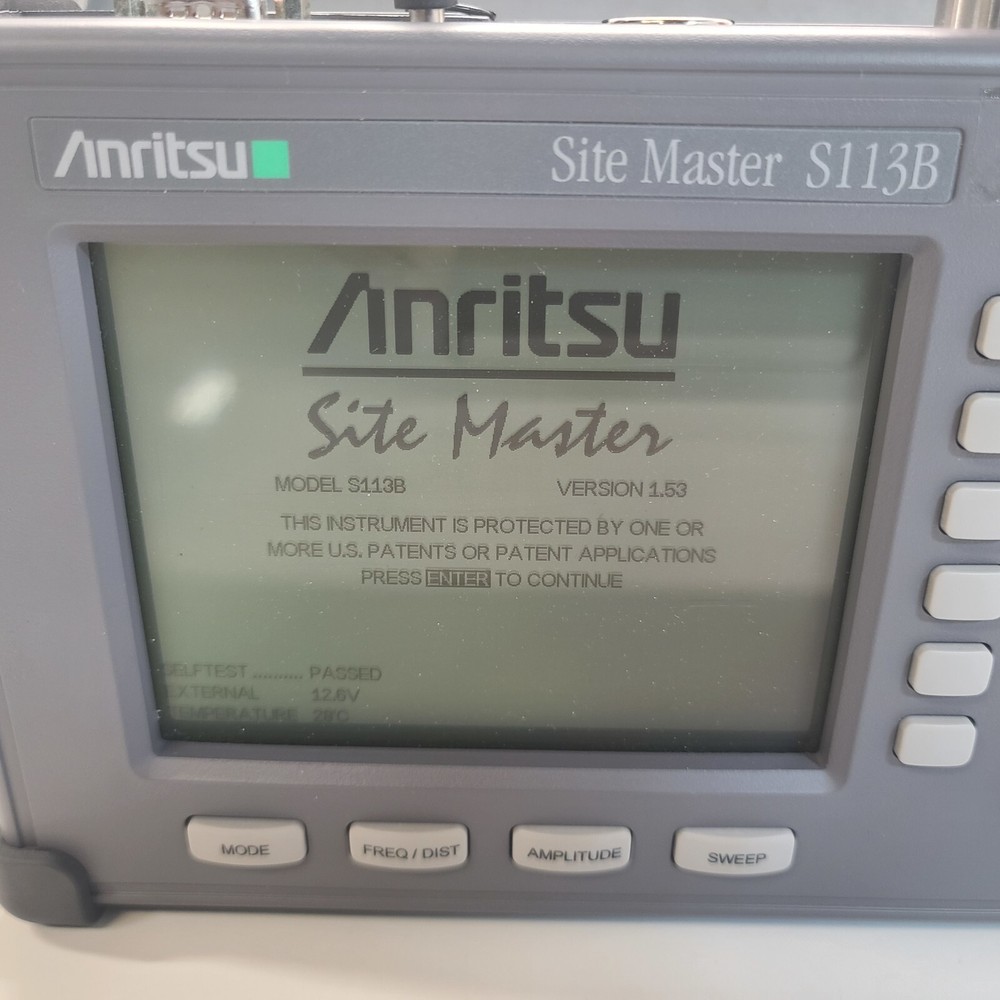 Anritsu
Site Master S113B
Anritsu
Site Master
MODEL S113B VERSION 1.53
THIS INSTRUMENT IS PROTECTED BY ONE OR
MORE U.S. PATENTS OR PATENT APPLICATIONS
PRESS ENTER TO CONTINUE
SELFTEST .......... PASSED
EXTERNAL 12.6V
TEMPERATURE 28°C
MODE
FREQ / DIST
AMPLITUDE
SWEEP